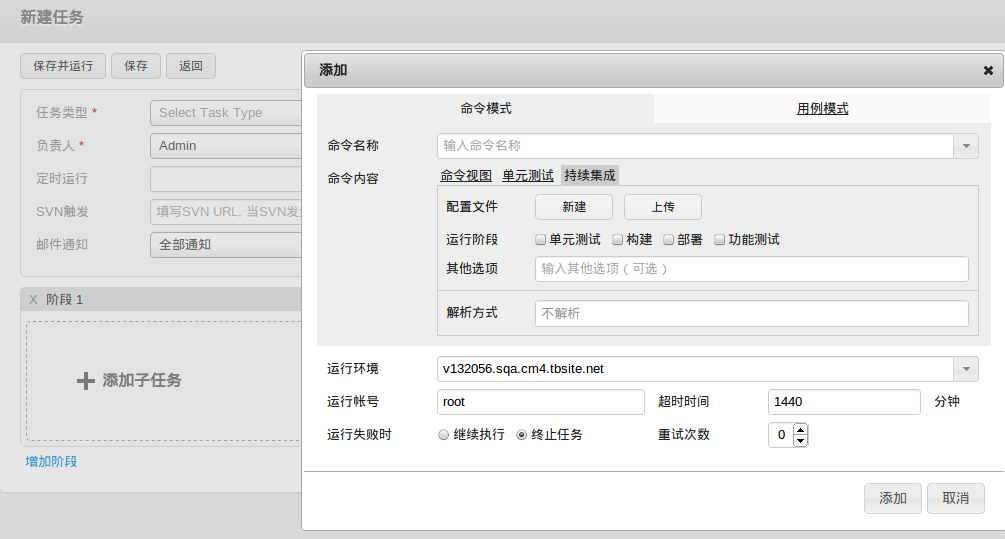 新建任务
保存并运行 保存 返回
任务类型 * Select Task Type
负责人 * Admin
定时运行
SVN触发 填写SVN URL, 当SVN发
邮件通知 全部通知
X 阶段 1
添加子任务
增加阶段
添加 ✖
命令模式 用例模式
命令名称 输入命令名称
命令内容 命令视图 单元测试 持续集成
配置文件 新建 上传
运行阶段 单元测试 构建 部署 功能测试
其他选项 输入其他选项 ( 可选 )
解析方式 不解析
运行环境 v132056.sqa.cm4.tbsite.net
运行帐号 root 超时时间 1440 分钟
运行失败时 继续执行 终止任务 重试次数 0
添加 取消